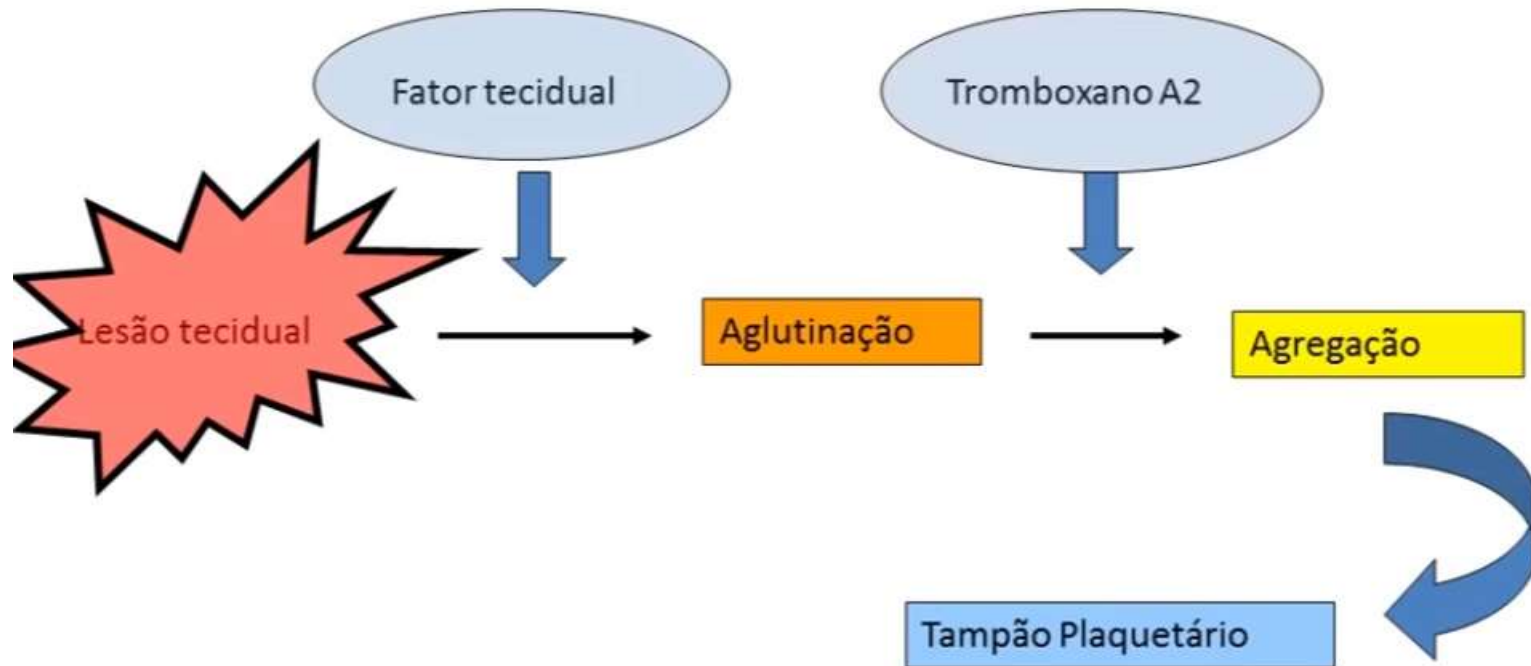 Fator tecidual
Tromboxano A2
Lesão tecidual
Aglutinação
Agregação
Tampão Plaquetário